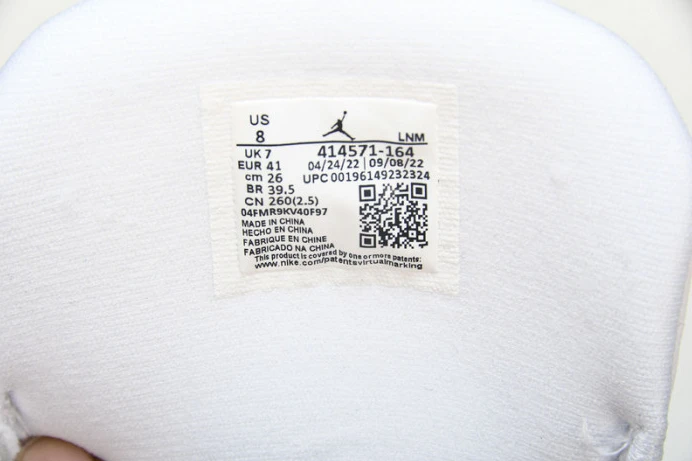 US
8
LNM
UK 7
414571-164
EUR 41
04/24/22 | 09/08/22
cm 26
UPC 00196149232324
BR 39.5
CN 260(2.5)
04FMR9KV40F97
MADE IN CHINA
HECHO EN CHINA
FABRIQUE EN CHINE
FABRICADO NA CHINA
This product is covered by one or more patents:
www.nike.com/patentsvirtualmarking